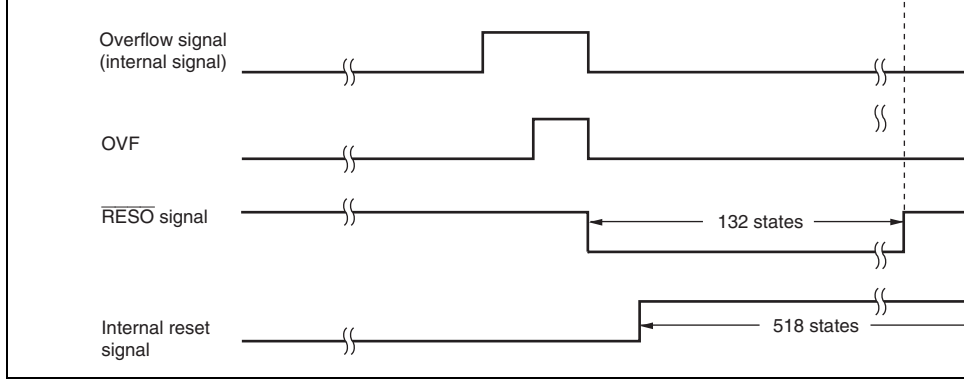 Overflow signal
(internal signal)
OVF
RESO signal
132 states
Internal reset
signal
518 states